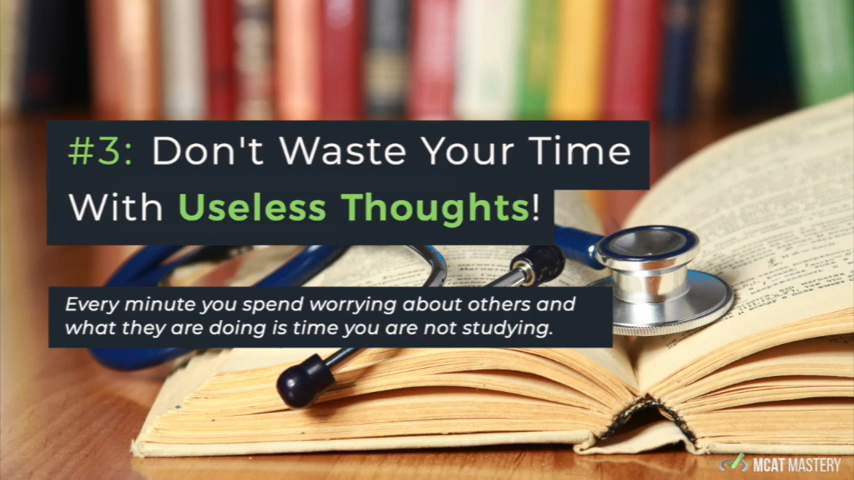 #3: Don't Waste Your Time
With Useless Thoughts!
Every minute you spend worrying about others and
what they are doing is time you are not studying.
MCAT MASTERY